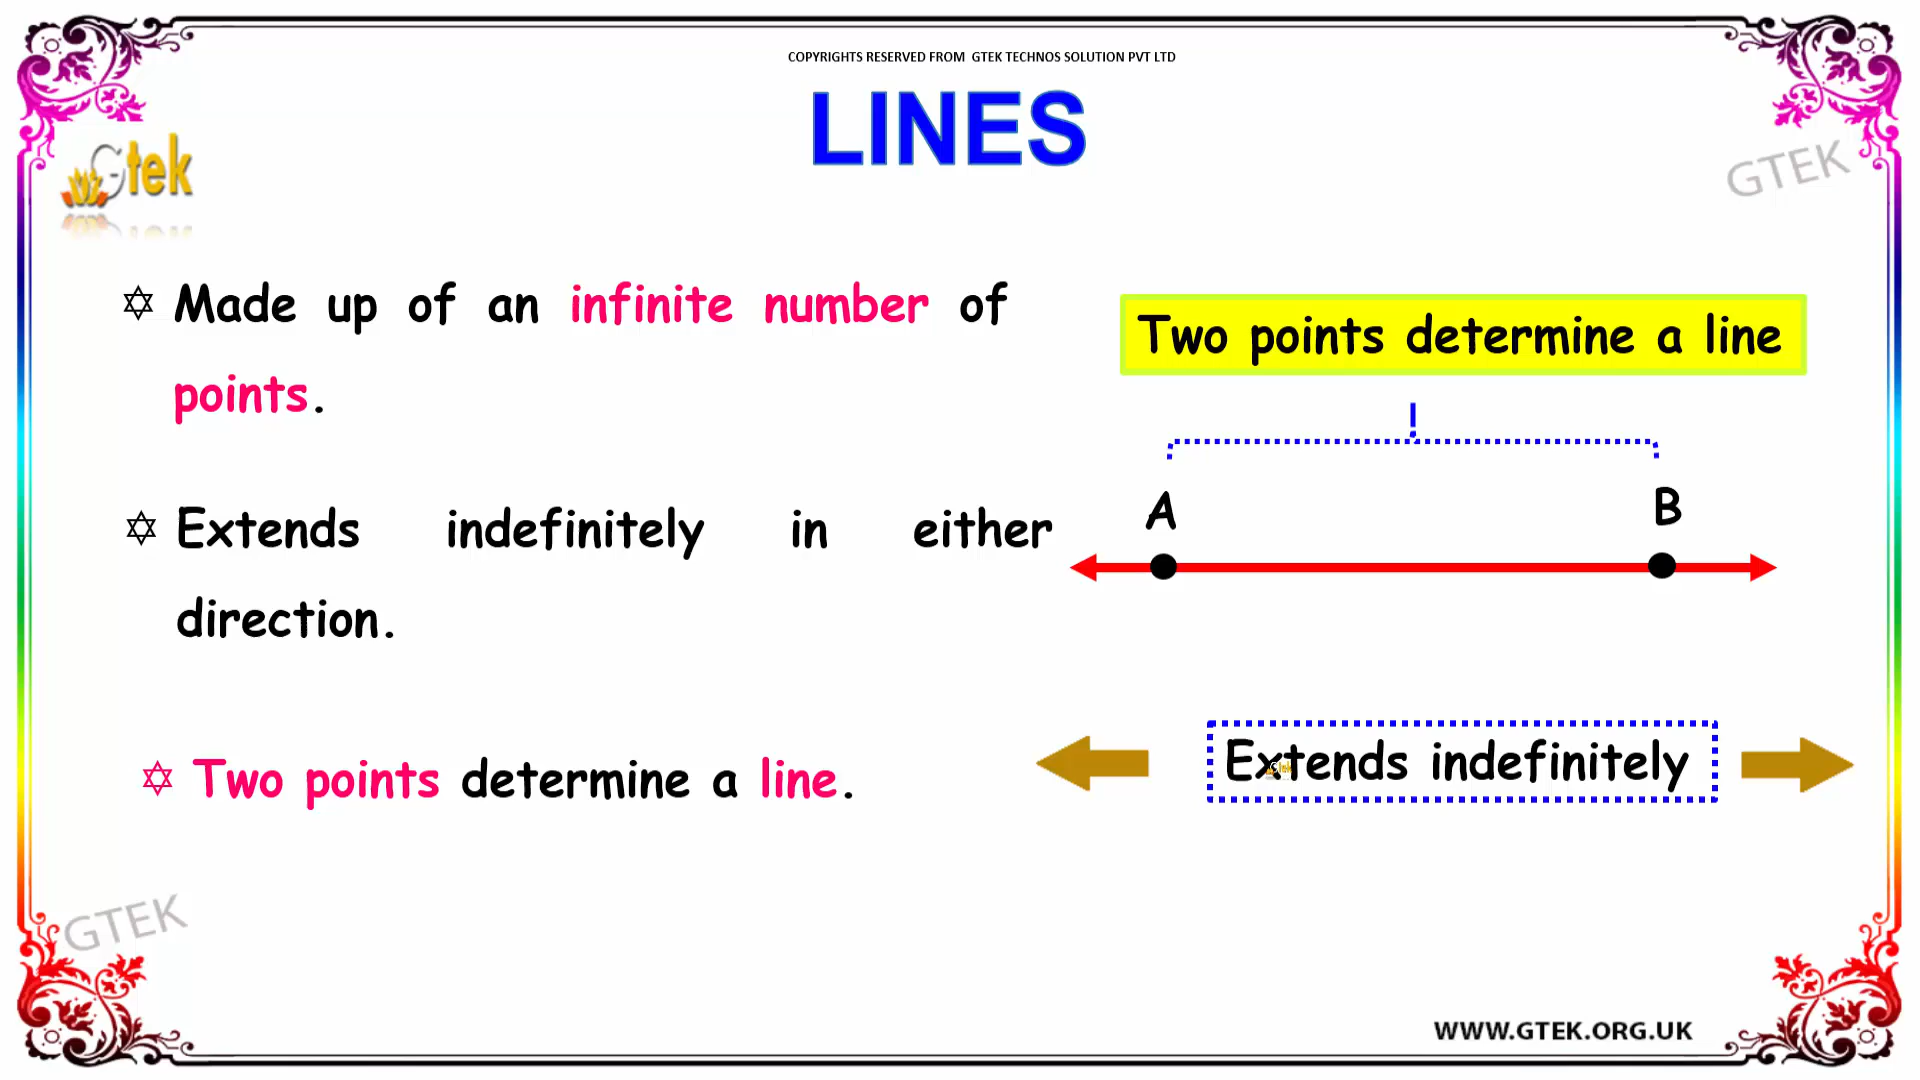 COPYRIGHTS RESERVED FROM GTEK TECHNOS SOLUTION PVT LTD
LINES
Gtek
GTEK
Made up of an infinite number of
points.
Extends indefinitely in either
direction.
Two points determine a line.
Two points determine a line
A B
Extends indefinitely
GTEK
WWW.GTEK.ORG.UK